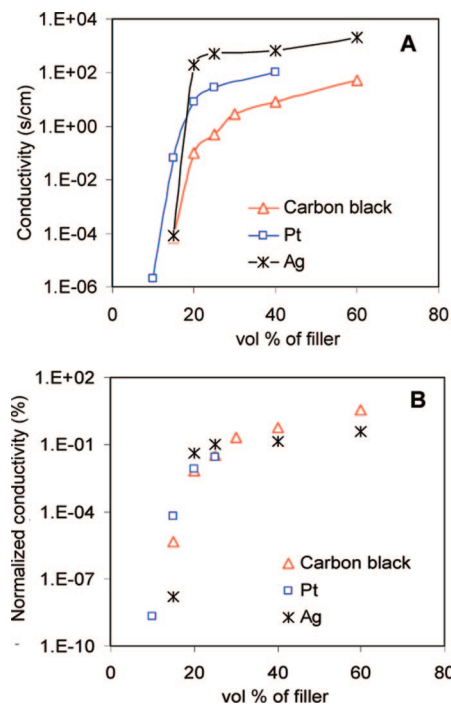 1.E+04
A
1.E+02
1.E+00
1.E-02
1.E-04
1.E-06
Conductivity (s/cm)
Carbon black
Pt
Ag
0 20 40 60 80
vol % of filler
1.E+02
B
1.E-01
1.E-04
1.E-07
1.E-10
Normalized conductivity (%)
Carbon black
Pt
Ag
0 20 40 60 80
vol % of filler